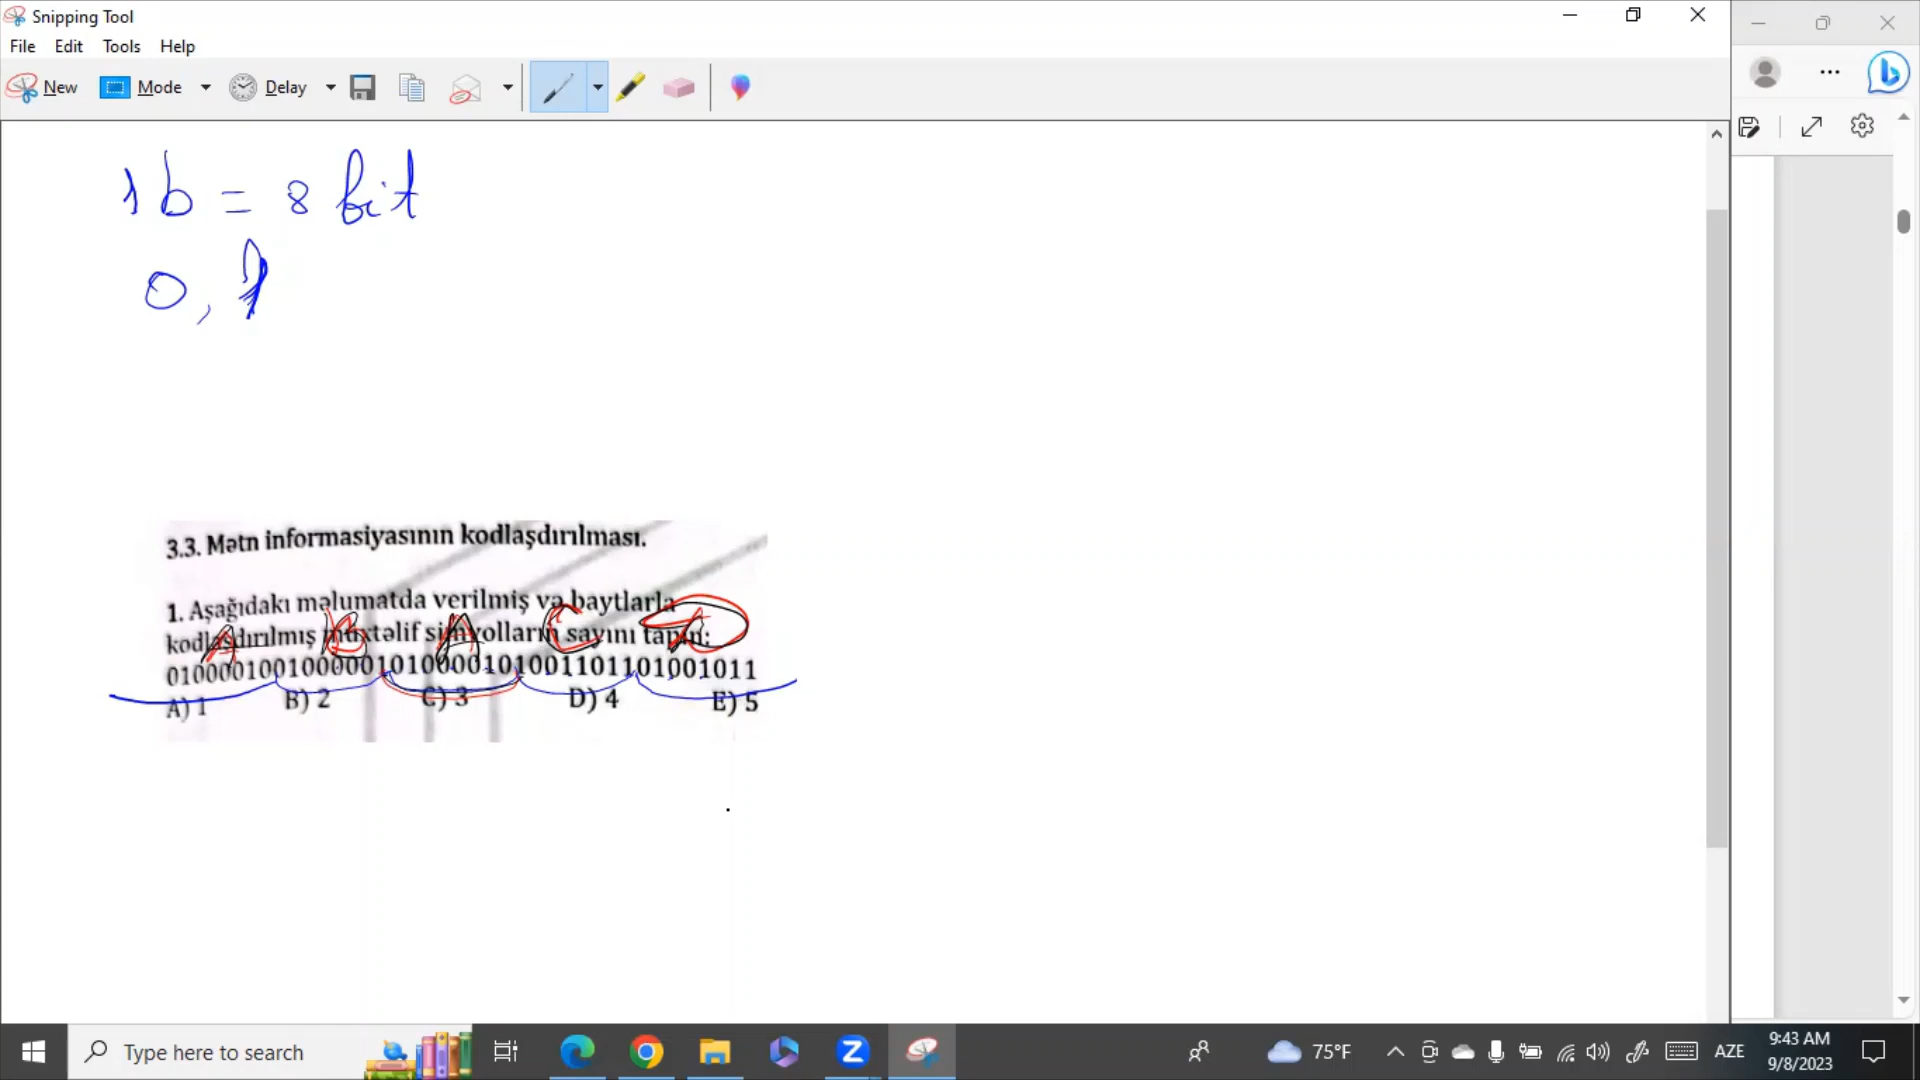 Snipping Tool
File Edit Tools Help
New Mode Delay
1 b = 8 bit
0, 1
3.3. Mətn informasiyasının kodlaşdırılması.
1. Aşağıdakı məlumatda verilmiş və baytlarla
kodlaşdırılmış müxtəlif simvolların sayını tapın:
A B A C
0100001001000001010000101001101101001011
A) 1 B) 2 C) 3 D) 4 E) 5
Type here to search
75°F
AZE
9:43 AM
9/8/2023